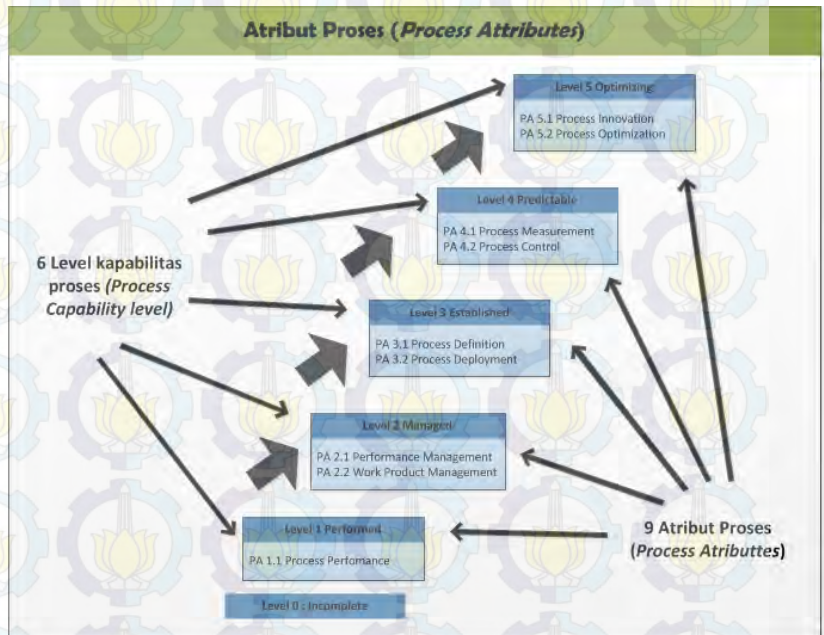 Atribut Proses (Process Attributes)
Level 5 Optimizing
PA 5.1 Process Innovation
PA 5.2 Process Optimization
Level 4 Predictable
PA 4.1 Process Measurement
PA 4.2 Process Control
6 Level kapabilitas
proses (Process
Capability level)
Level 3 Established
PA 3.1 Process Definition
PA 3.2 Process Deployment
Level 2 Managed
PA 2.1 Performance Management
PA 2.2 Work Product Management
Level 1 Performed
PA 1.1 Process Perfomance
9 Atribut Proses
(Process Atributtes)
Level 0 : Incomplete